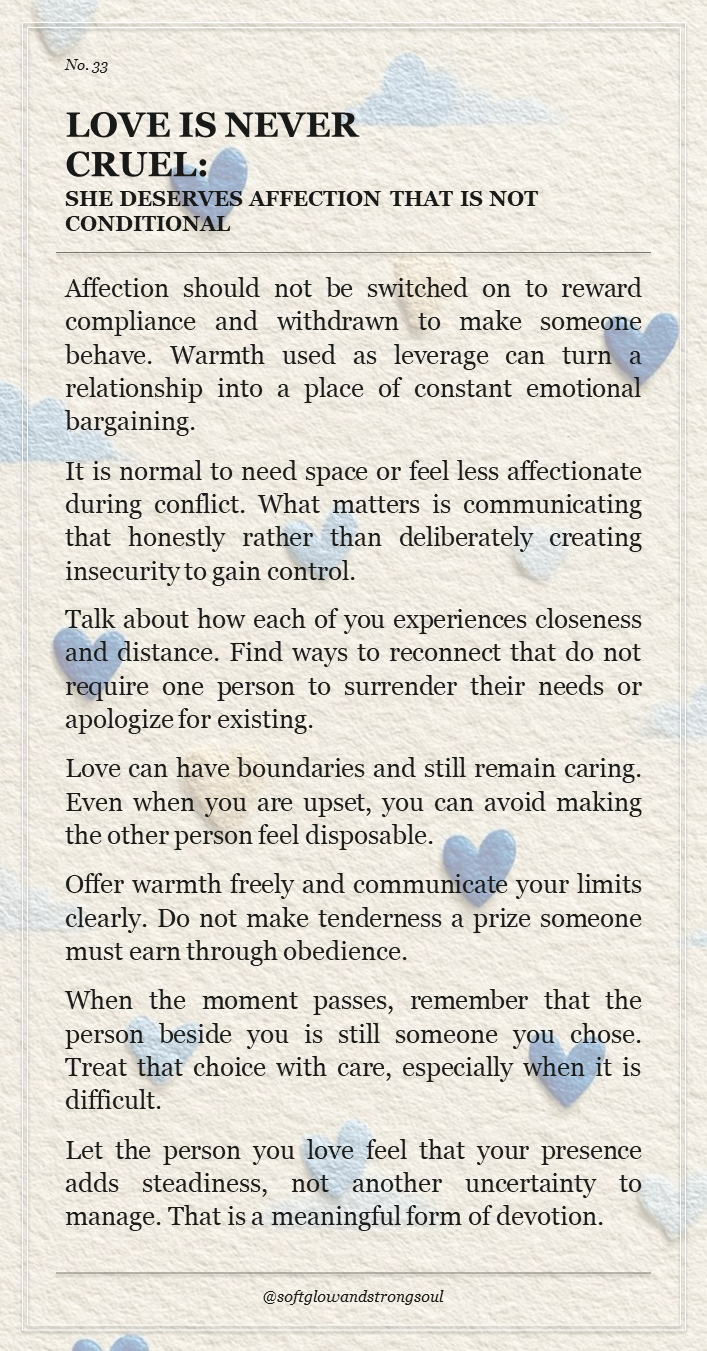 No. 33
LOVE IS NEVER
CRUEL:
SHE DESERVES AFFECTION THAT IS NOT
CONDITIONAL
Affection should not be switched on to reward
compliance and withdrawn to make someone
behave. Warmth used as leverage can turn a
relationship into a place of constant emotional
bargaining.
It is normal to need space or feel less affectionate
during conflict. What matters is communicating
that honestly rather than deliberately creating
insecurity to gain control.
Talk about how each of you experiences closeness
and distance. Find ways to reconnect that do not
require one person to surrender their needs or
apologize for existing.
Love can have boundaries and still remain caring.
Even when you are upset, you can avoid making
the other person feel disposable.
Offer warmth freely and communicate your limits
clearly. Do not make tenderness a prize someone
must earn through obedience.
When the moment passes, remember that the
person beside you is still someone you chose.
Treat that choice with care, especially when it is
difficult.
Let the person you love feel that your presence
adds steadiness, not another uncertainty to
manage. That is a meaningful form of devotion.
@softglowandstrongsoul